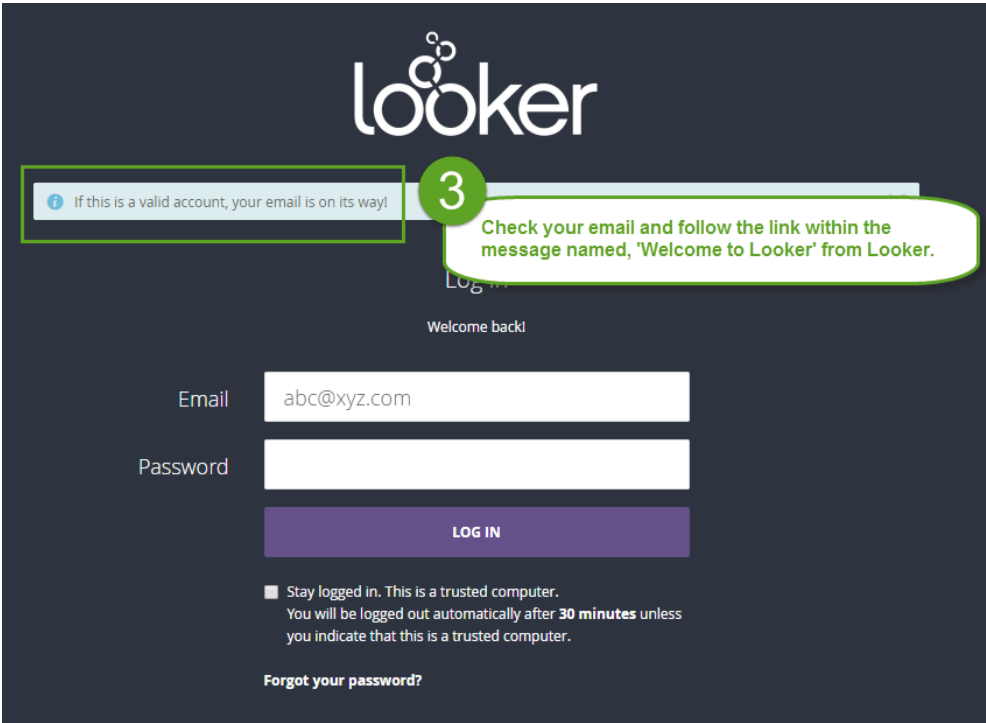 looker
If this is a valid account, your email is on its way!
3
Check your email and follow the link within the
message named, 'Welcome to Looker' from Looker.
Log In
Welcome back!
Email
abc@xyz.com
Password
LOG IN
Stay logged in. This is a trusted computer.
You will be logged out automatically after 30 minutes unless
you indicate that this is a trusted computer.
Forgot your password?